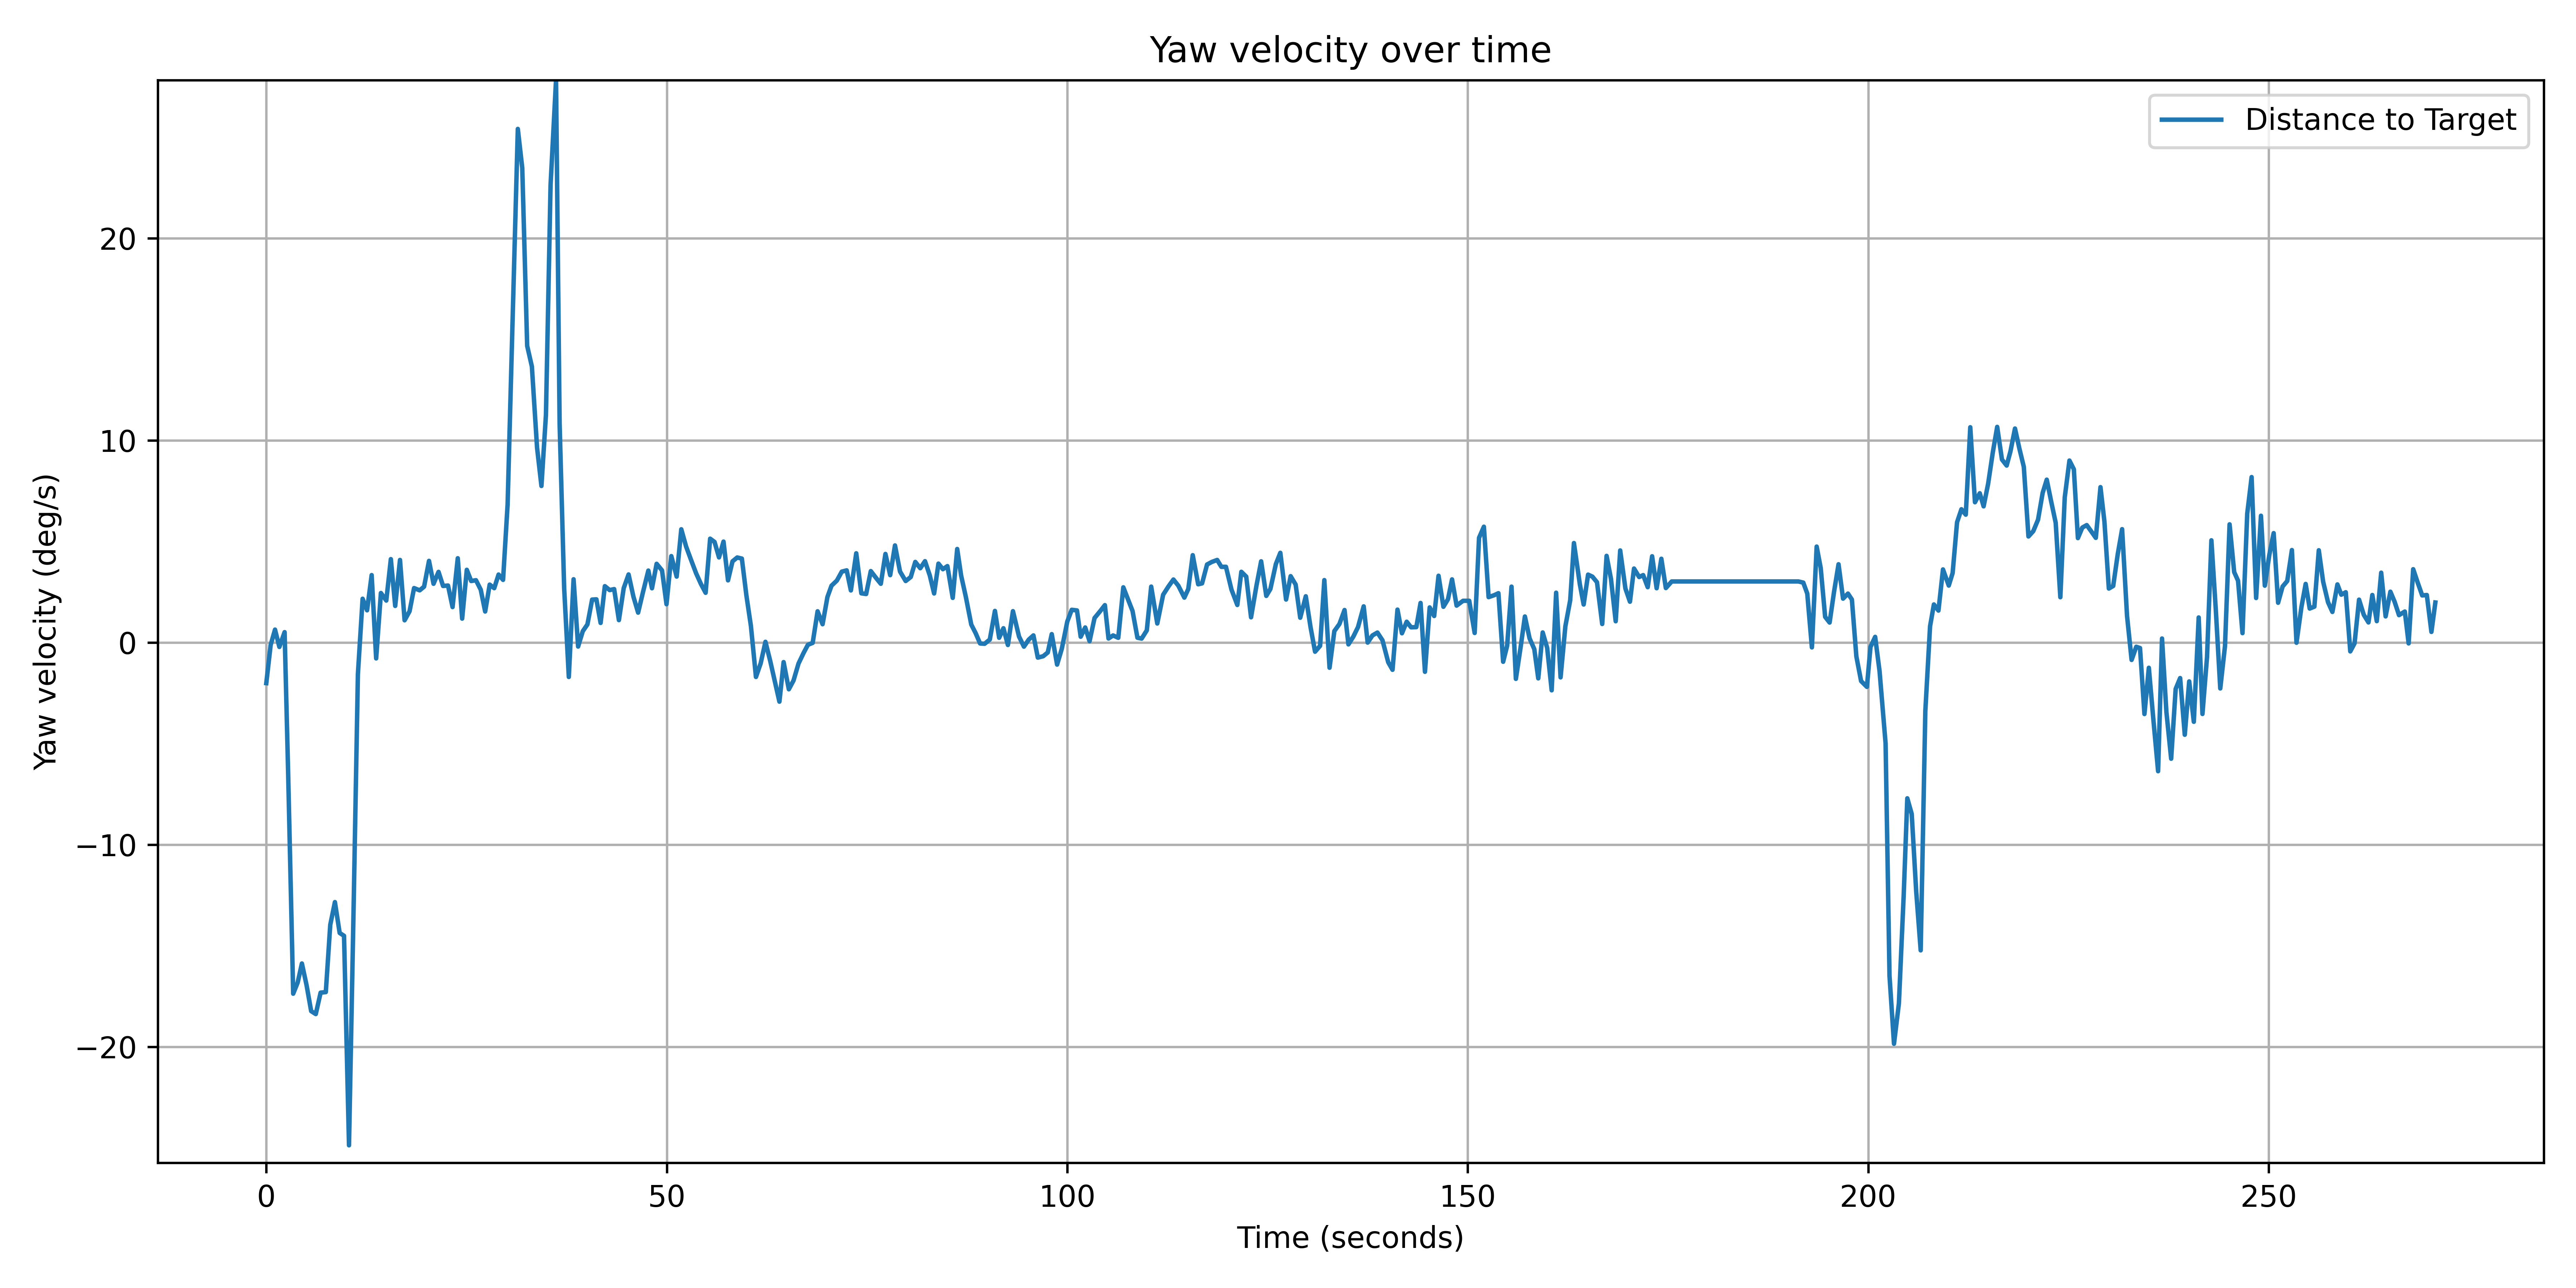 Yaw velocity over time
Distance to Target
Yaw velocity (deg/s)
20
10
0
−10
−20
0 50 100 150 200 250
Time (seconds)